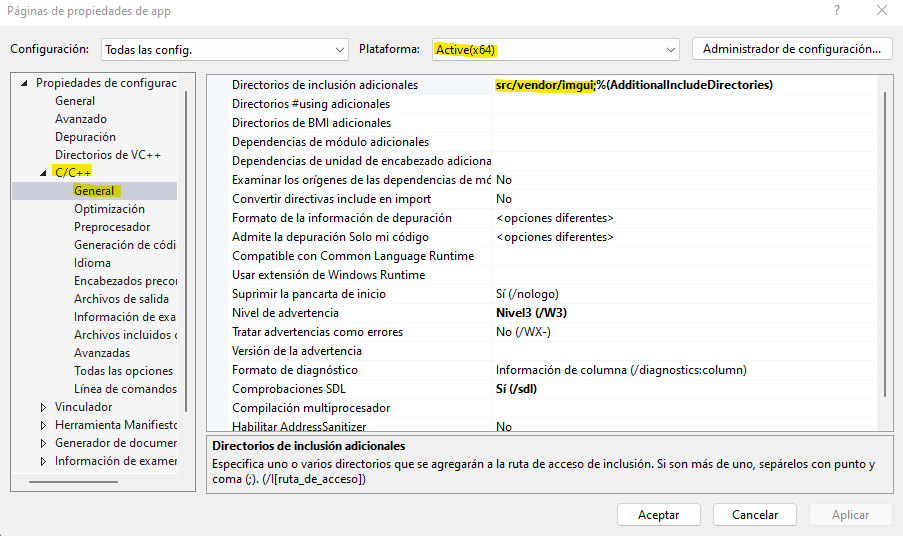 Páginas de propiedades de app
?
Configuración: Todas las config. Plataforma: Active(x64) Administrador de configuración...
Propiedades de configurac
General
Avanzado
Depuración
Directorios de VC++
C/C++
General
Optimización
Preprocesador
Generación de códi
Idioma
Encabezados precor
Archivos de salida
Información de exa
Archivos incluidos c
Avanzadas
Todas las opciones
Línea de comandos
Vinculador
Herramienta Manifiesto
Generador de documer
Información de examer
Directorios de inclusión adicionales src/vendor/imgui;%(AdditionalIncludeDirectories)
Directorios #using adicionales
Directorios de BMI adicionales
Dependencias de módulo adicionales
Dependencias de unidad de encabezado adiciona
Examinar los orígenes de las dependencias de mó No
Convertir directivas include en import No
Formato de la información de depuración <opciones diferentes>
Admite la depuración Solo mi código <opciones diferentes>
Compatible con Common Language Runtime
Usar extensión de Windows Runtime
Suprimir la pancarta de inicio Sí (/nologo)
Nivel de advertencia Nivel3 (/W3)
Tratar advertencias como errores No (/WX-)
Versión de la advertencia
Formato de diagnóstico Información de columna (/diagnostics:column)
Comprobaciones SDL Sí (/sdl)
Compilación multiprocesador
Habilitar AddressSanitizer No
Directorios de inclusión adicionales
Especifica uno o varios directorios que se agregarán a la ruta de acceso de inclusión. Si son más de uno, sepárelos con punto y
coma (;). (/I[ruta_de_acceso])
Aceptar Cancelar Aplicar